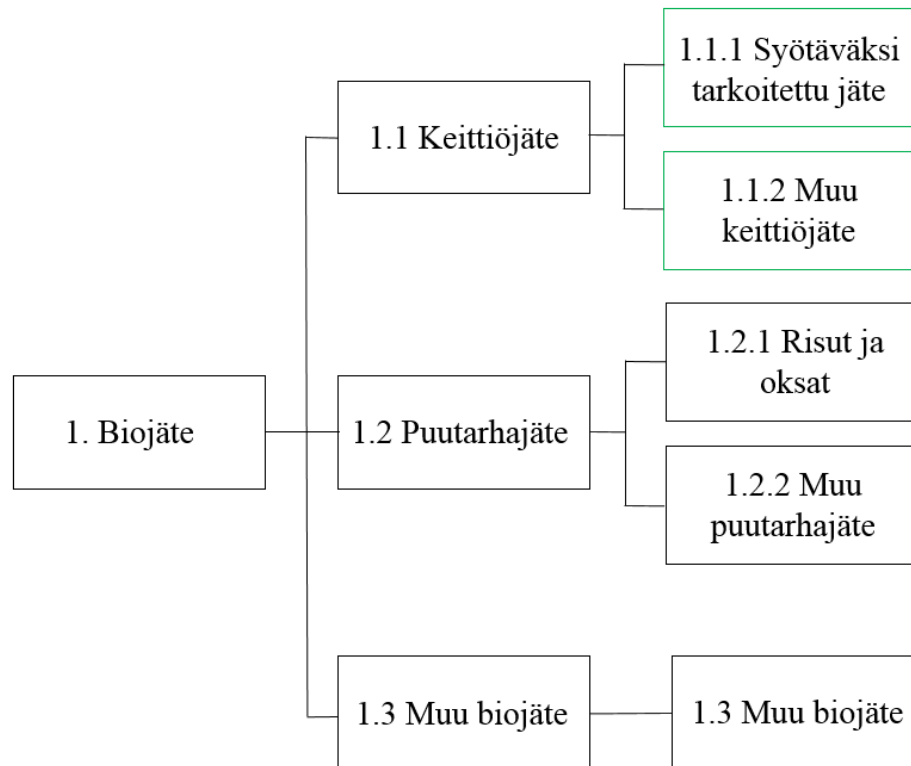 1. Biojäte
1.1 Keittiöjäte
1.1.1 Syötäväksi
tarkoitettu jäte
1.1.2 Muu
keittiöjäte
1.2 Puutarhajäte
1.2.1 Risut ja
oksat
1.2.2 Muu
puutarhajäte
1.3 Muu biojäte
1.3 Muu biojäte